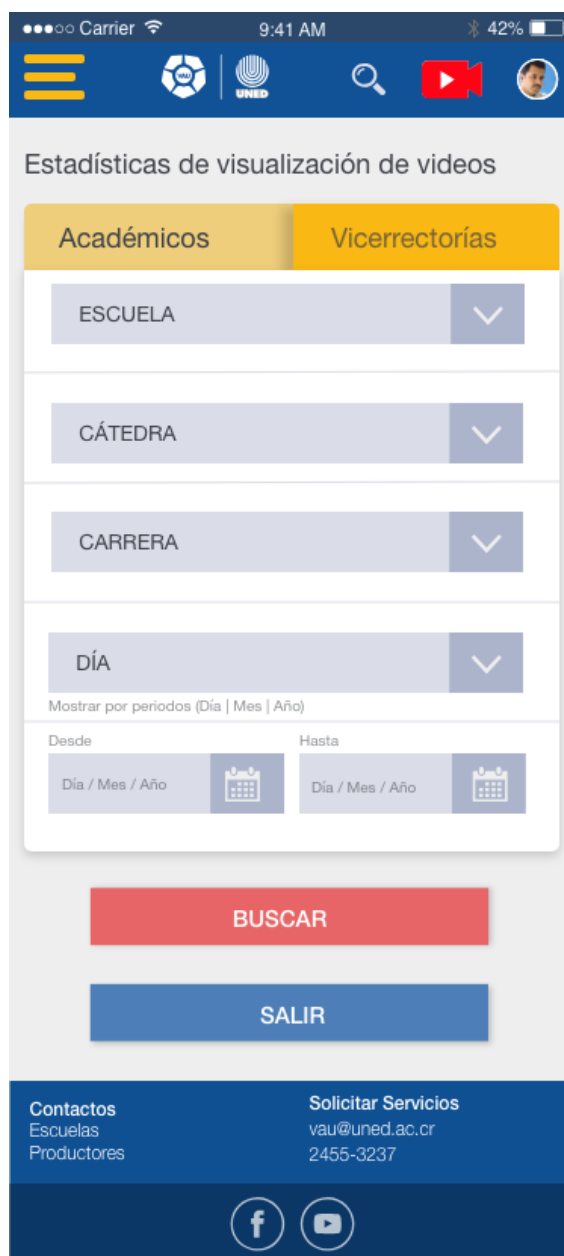 Carrier 9:41 AM 42%
VAU UNED
Estadísticas de visualización de videos
Académicos Vicerrectorías
ESCUELA
CÁTEDRA
CARRERA
DÍA
Mostrar por periodos (Día | Mes | Año)
Desde Hasta
Día / Mes / Año Día / Mes / Año
BUSCAR
SALIR
Contactos
Escuelas
Productores
Solicitar Servicios
vau@uned.ac.cr
2455-3237